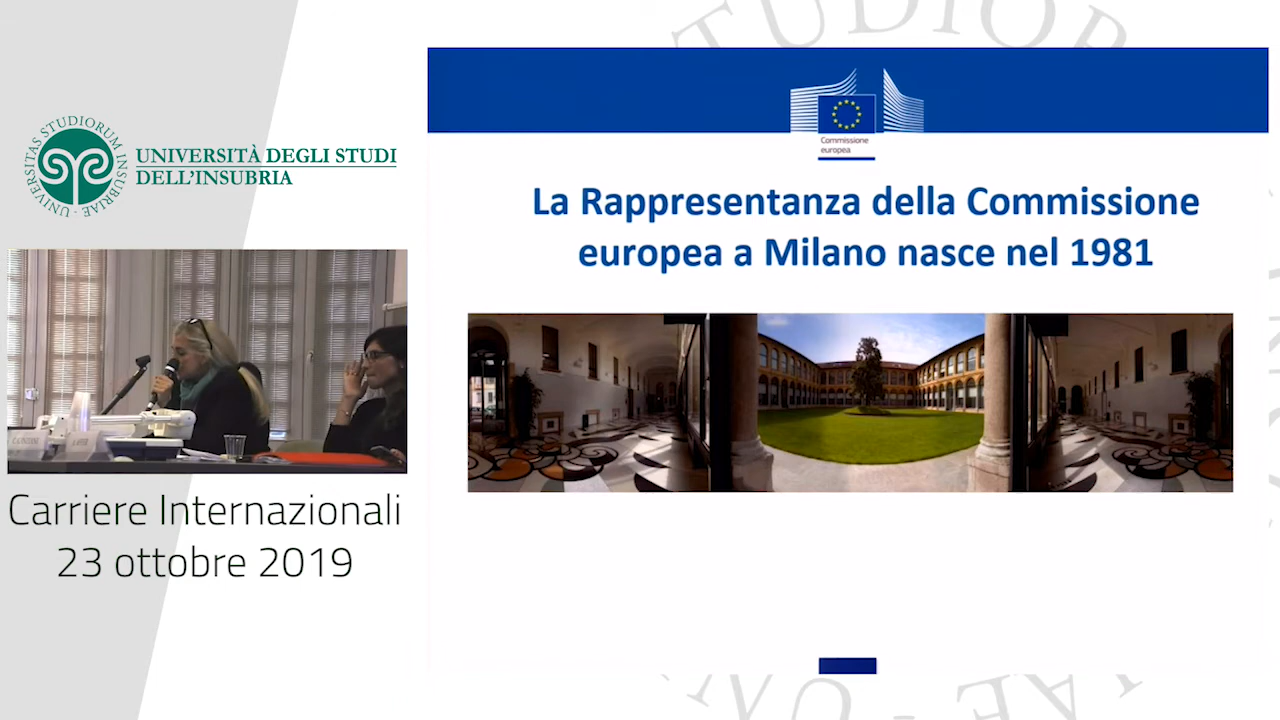 UNIVERSITAS STUDIORUM INSUBRIAE
UNIVERSITÀ DEGLI STUDI
DELL'INSUBRIA
Carriere Internazionali
23 ottobre 2019
Commissione
europea
La Rappresentanza della Commissione
europea a Milano nasce nel 1981